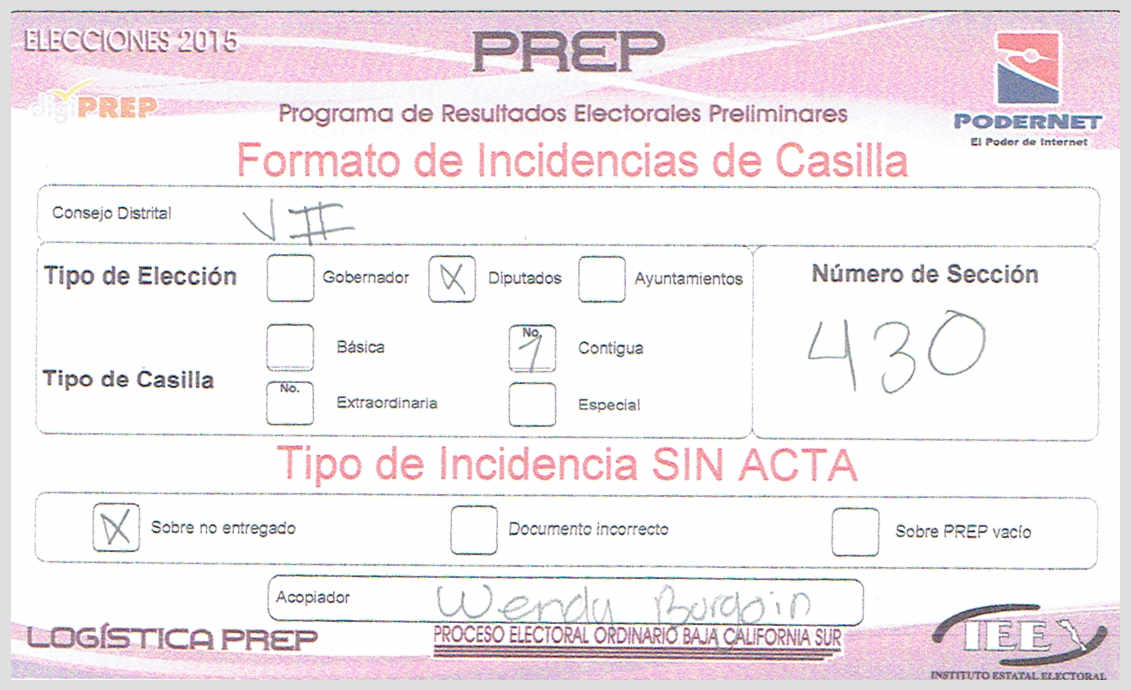 ELECCIONES 2015
PREP
digiPREP
Programa de Resultados Electorales Preliminares
PODERNET
El Poder de Internet
Formato de Incidencias de Casilla
Consejo Distrital VII
Tipo de Elección Gobernador X Diputados Ayuntamientos
Número de Sección
430
Tipo de Casilla
Básica No. 1 Contigua
No. Extraordinaria Especial
Tipo de Incidencia SIN ACTA
X Sobre no entregado Documento incorrecto Sobre PREP vacío
Acopiador Wendy Burgoin
LOGÍSTICA PREP
PROCESO ELECTORAL ORDINARIO BAJA CALIFORNIA SUR
IEE
INSTITUTO ESTATAL ELECTORAL